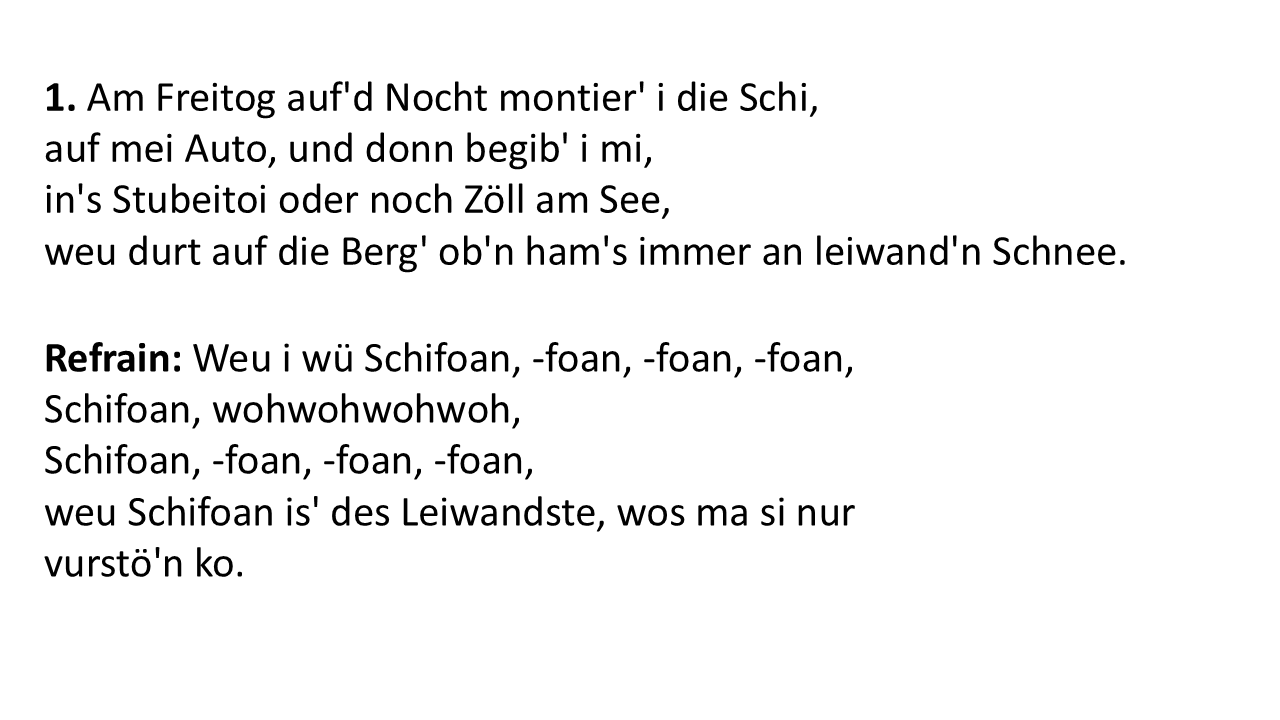 1. Am Freitog auf'd Nocht montier' i die Schi,
auf mei Auto, und donn begib' i mi,
in's Stubeitoi oder noch Zöll am See,
weu durt auf die Berg' ob'n ham's immer an leiwand'n Schnee.
Refrain: Weu i wü Schifoan, -foan, -foan, -foan,
Schifoan, wohwohwohwoh,
Schifoan, -foan, -foan, -foan,
weu Schifoan is' des Leiwandste, wos ma si nur
vurstö'n ko.